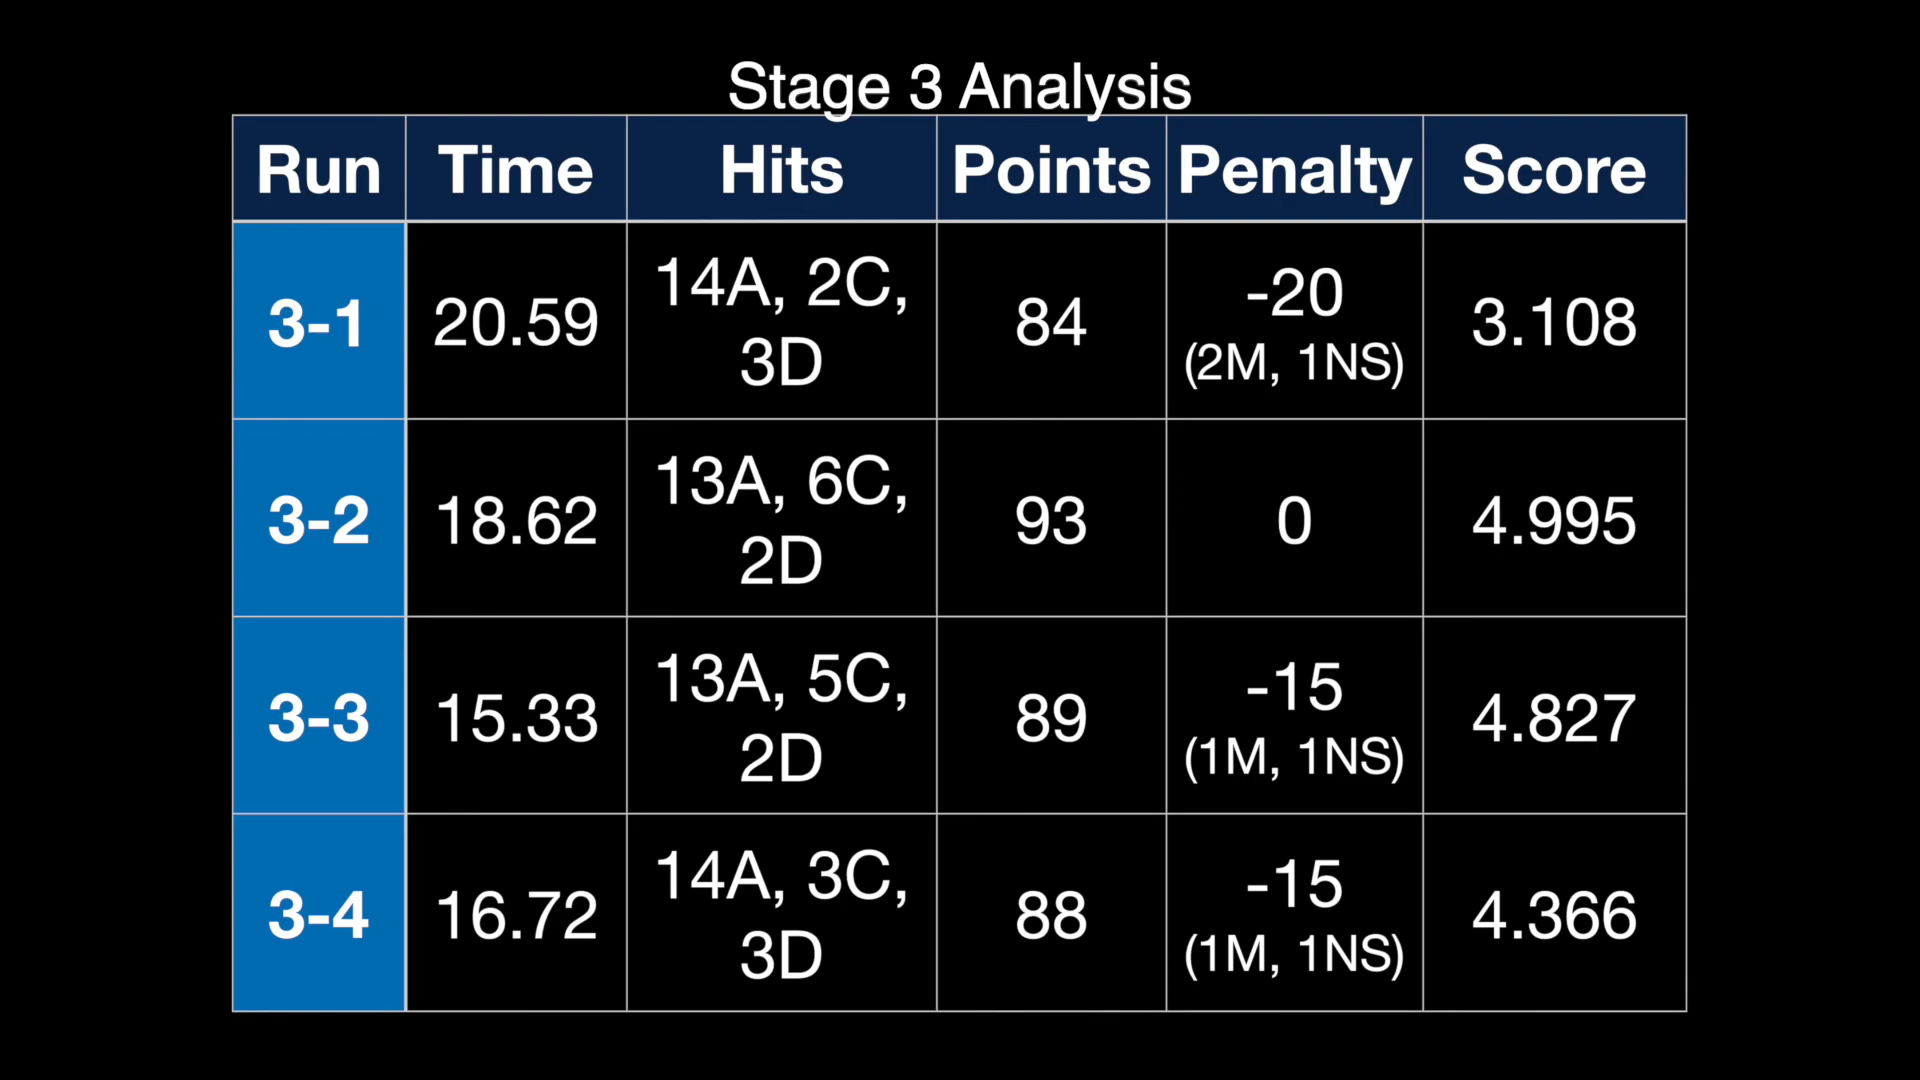 Stage 3 Analysis
Run Time Hits Points Penalty Score
3-1 20.59 14A, 2C, 3D 84 -20 (2M, 1NS) 3.108
3-2 18.62 13A, 6C, 2D 93 0 4.995
3-3 15.33 13A, 5C, 2D 89 -15 (1M, 1NS) 4.827
3-4 16.72 14A, 3C, 3D 88 -15 (1M, 1NS) 4.366